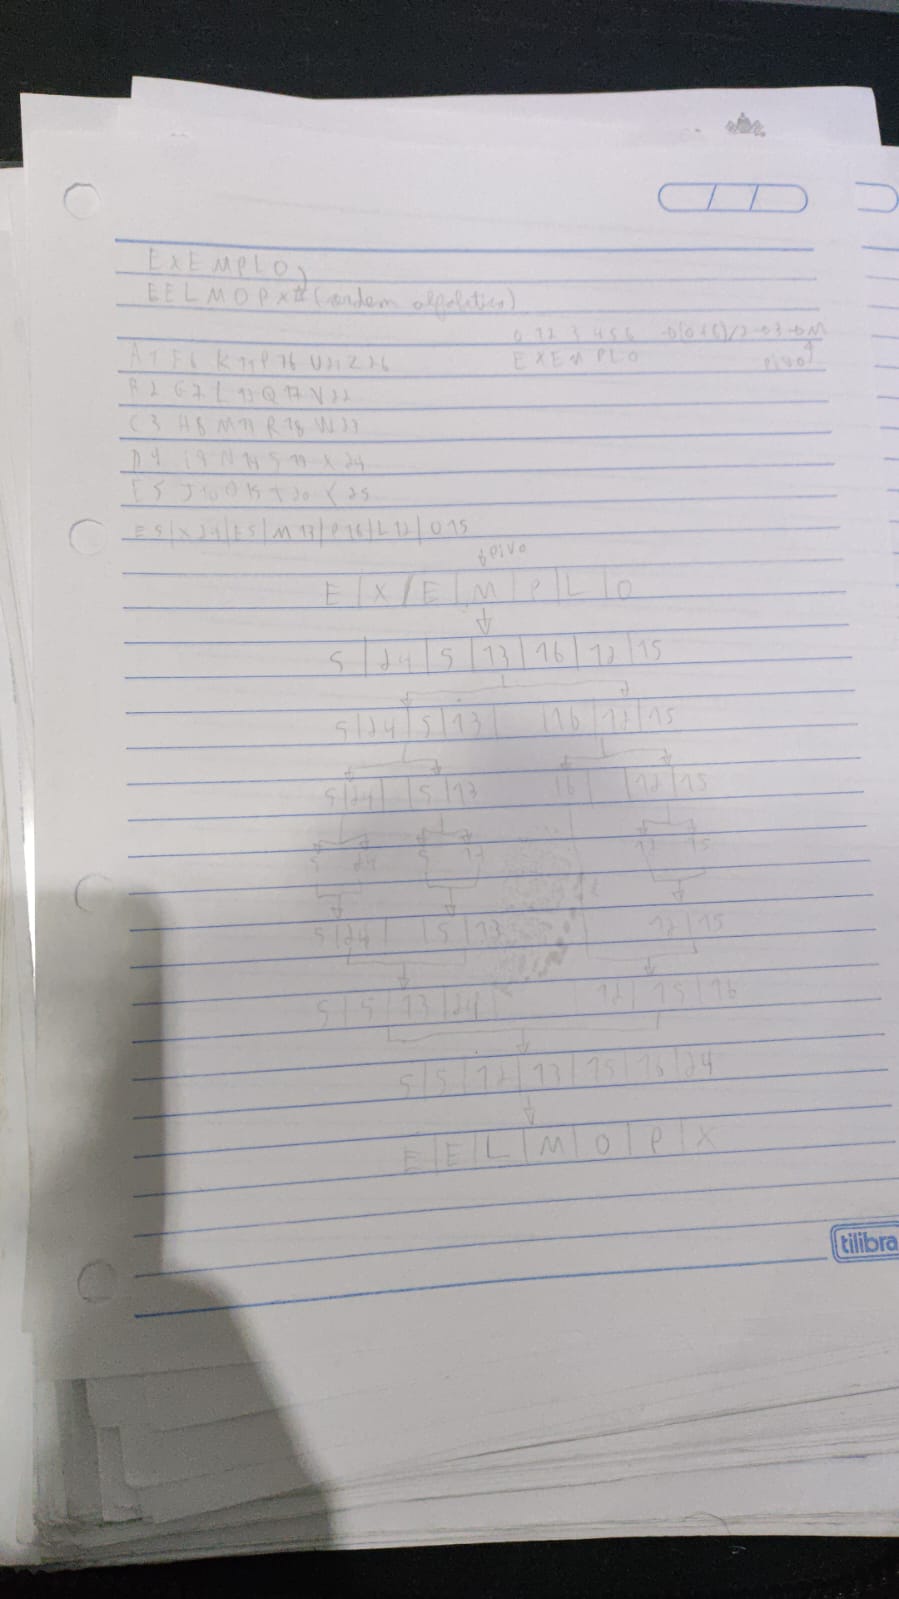 EXEMPLO,
EELMOPX (ordem alfabética)
0 1 2 3 4 5 6 → (0+6)/2 → 3 → M
EXEMPLO pivo
A 1 F 6 K 11 P 16 U 21 Z 26
B 2 G 7 L 12 Q 17 V 22
C 3 H 8 M 13 R 18 W 23
D 4 i 9 N 14 S 19 X 24
E 5 J 10 O 15 T 20 Y 25
E 5 | X 24 | E 5 | M 13 | P 16 | L 12 | O 15
pivo
E | X | E | M | P | L | O
5 | 24 | 5 | 13 | 16 | 12 | 15
5 | 24 | 5 | 13 | 16 | 12 | 15
5 | 24 | 5 | 13 16 | 12 | 15
5 24 5 13 12 15
5 | 24 | 5 | 13 12 | 15
5 | 5 | 13 | 24 | 12 | 15 | 16
5 | 5 | 12 | 13 | 15 | 16 | 24
E | E | L | M | O | P | X
tilibra